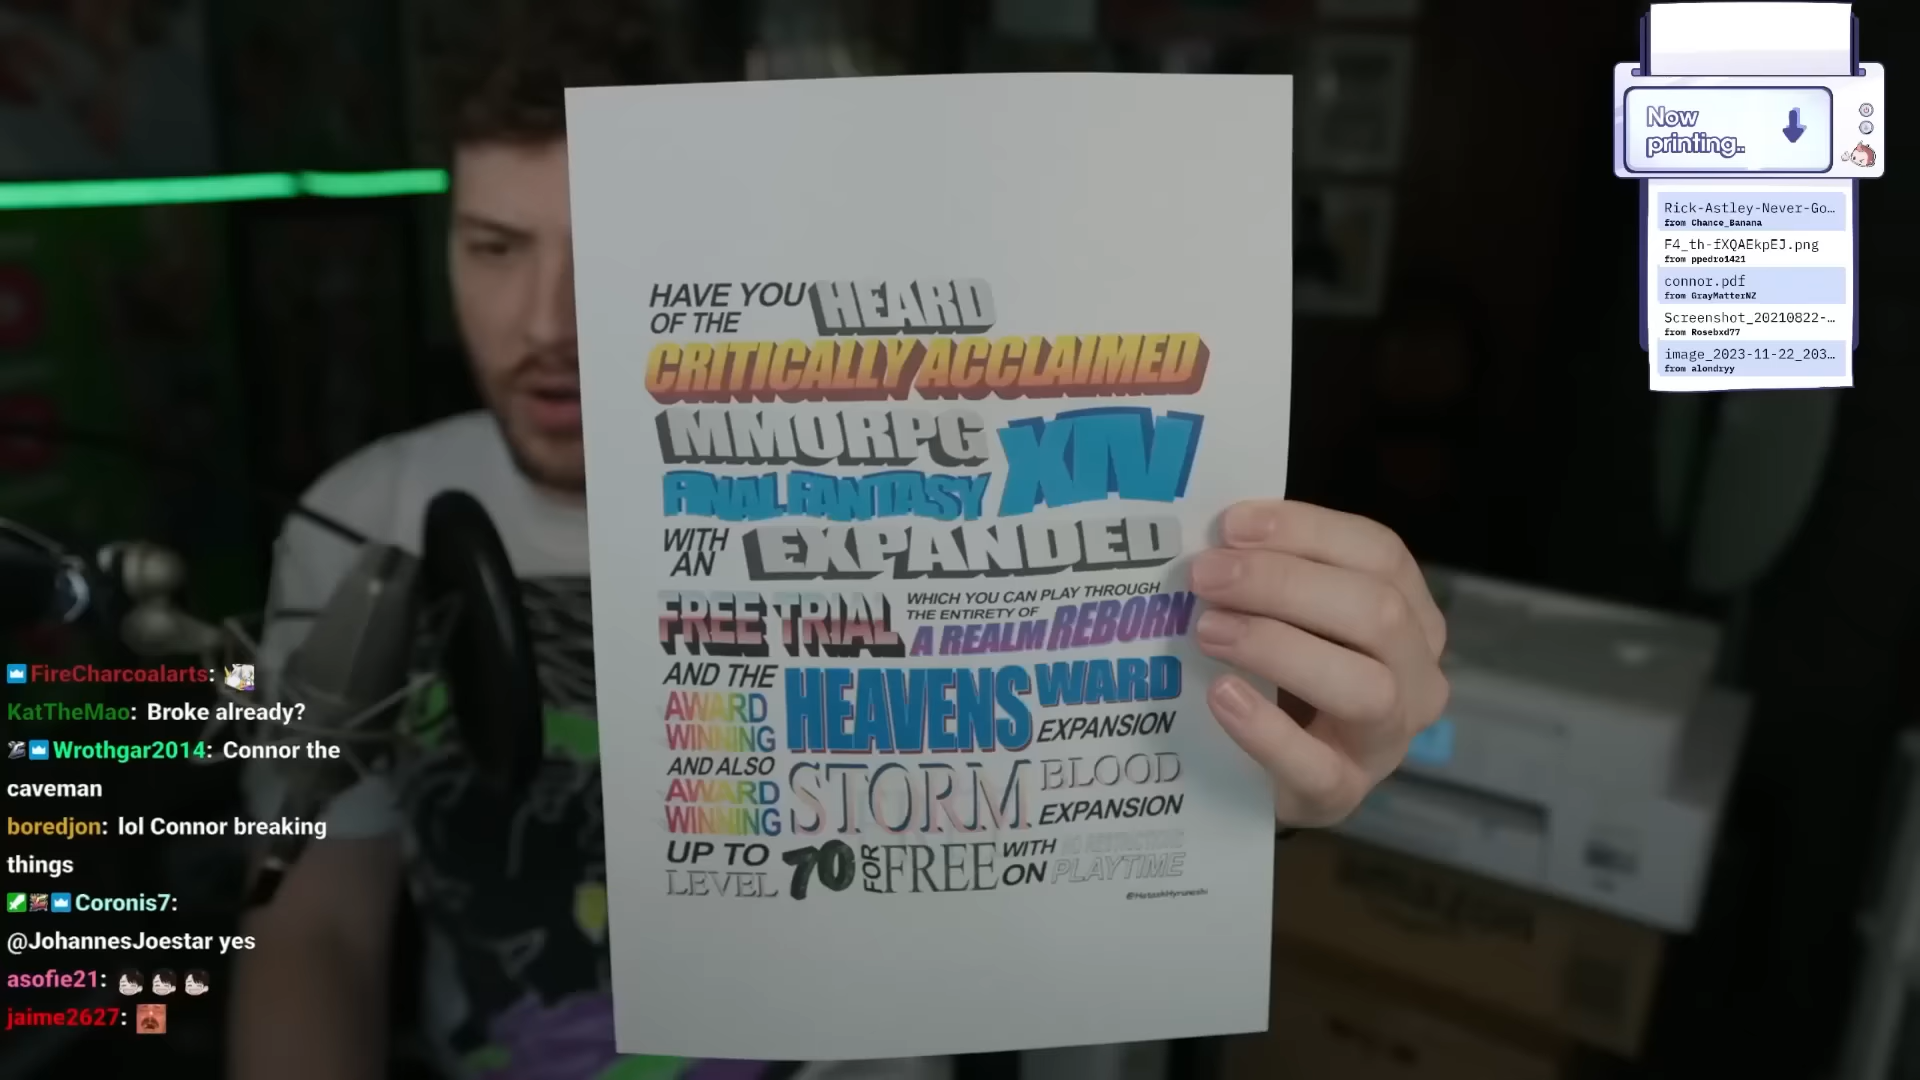 HAVE YOU HEARD
OF THE
CRITICALLY ACCLAIMED
MMORPG
FINAL FANTASY XIV
WITH AN EXPANDED
FREE TRIAL
WHICH YOU CAN PLAY THROUGH
THE ENTIRETY OF
A REALM REBORN
AND THE
AWARD
WINNING
HEAVENSWARD
EXPANSION
AND ALSO
AWARD
WINNING
STORMBLOOD
EXPANSION
UP TO
LEVEL 70 FOR FREE WITH
NO RESTRICTIONS
ON PLAYTIME
Now
printing..
Rick-Astley-Never-Go…
from Chance_Banana
F4_th-fXQAEkpEJ.png
from ppedro1421
connor.pdf
from GrayMatterNZ
Screenshot_20210822-…
from Rosebxd77
image_2023-11-22_203…
from alondryy
FireCharcoalarts:
KatTheMao: Broke already?
Wrothgar2014: Connor the
caveman
boredjon: lol Connor breaking
things
Coronis7:
@JohannesJoestar yes
asofie21:
jaime2627: